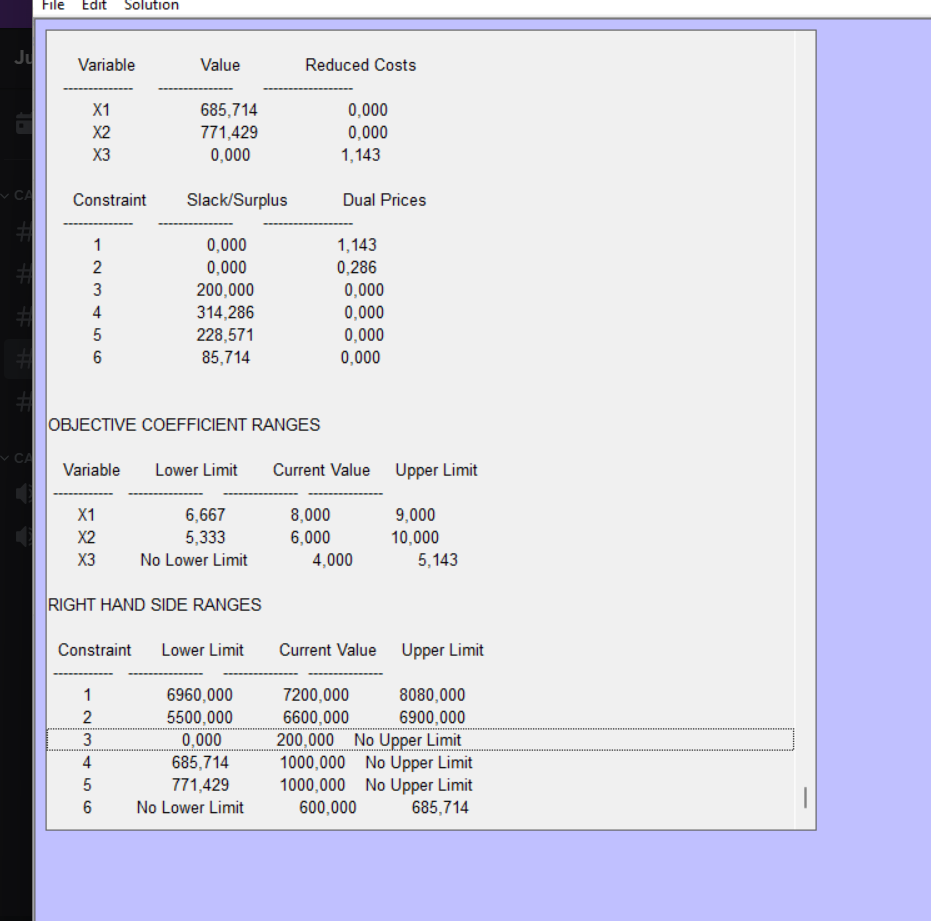 File Edit Solution
Ju
Variable Value Reduced Costs
-------------- --------------- ------------------
X1 685,714 0,000
X2 771,429 0,000
X3 0,000 1,143
CA
Constraint Slack/Surplus Dual Prices
-------------- --------------- ------------------
1 0,000 1,143
2 0,000 0,286
3 200,000 0,000
4 314,286 0,000
5 228,571 0,000
6 85,714 0,000
OBJECTIVE COEFFICIENT RANGES
CA
Variable Lower Limit Current Value Upper Limit
------------ --------------- --------------- ---------------
X1 6,667 8,000 9,000
X2 5,333 6,000 10,000
X3 No Lower Limit 4,000 5,143
RIGHT HAND SIDE RANGES
Constraint Lower Limit Current Value Upper Limit
------------ --------------- --------------- ---------------
1 6960,000 7200,000 8080,000
2 5500,000 6600,000 6900,000
3 0,000 200,000 No Upper Limit
4 685,714 1000,000 No Upper Limit
5 771,429 1000,000 No Upper Limit
6 No Lower Limit 600,000 685,714